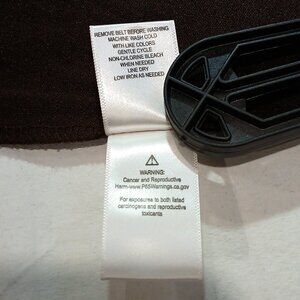 REMOVE BELT BEFORE WASHING
MACHINE WASH COLD
WITH LIKE COLORS
GENTLE CYCLE
NON-CHLORINE BLEACH
WHEN NEEDED
LINE DRY
LOW IRON AS NEEDED
WARNING:
Cancer and Reproductive
Harm-www.P65Warnings.ca.gov
For exposures to both listed
carcinogens and reproductive
toxicants